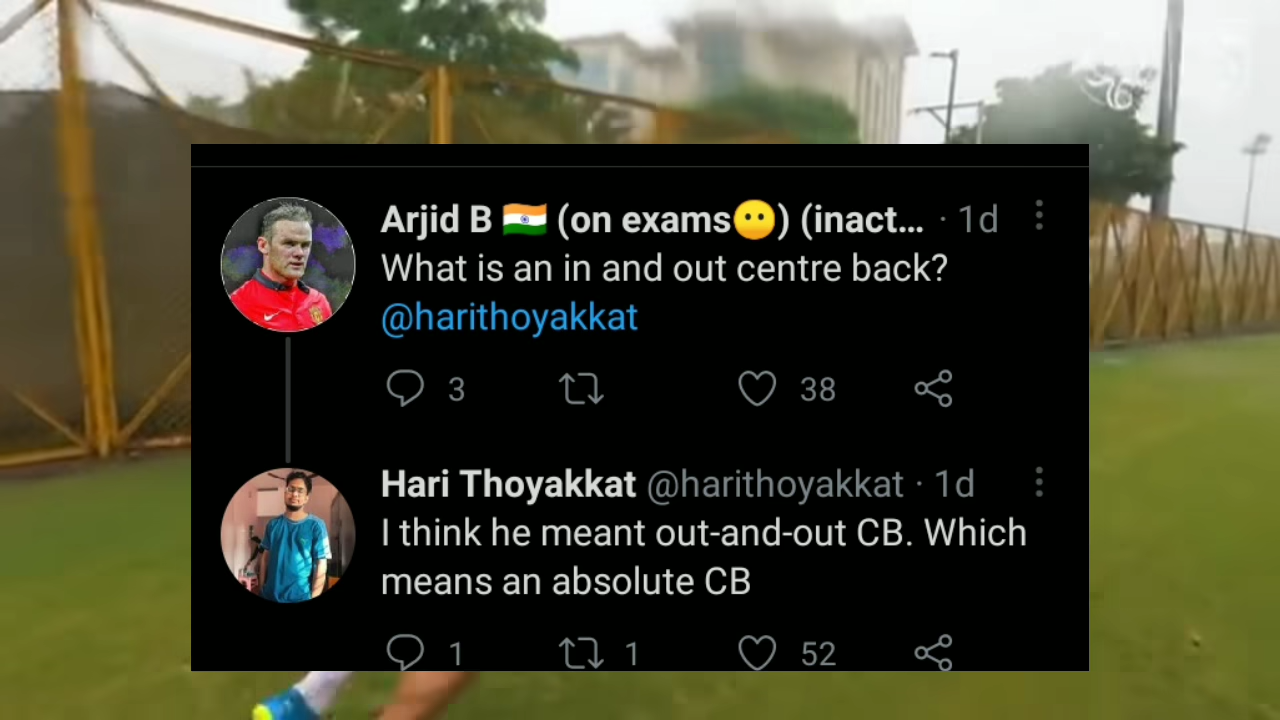 Arjid B 🇮🇳 (on exams😶) (inact... · 1d
What is an in and out centre back?
@harithoyakkat
3 38
Hari Thoyakkat @harithoyakkat · 1d
I think he meant out-and-out CB. Which
means an absolute CB
1 1 52